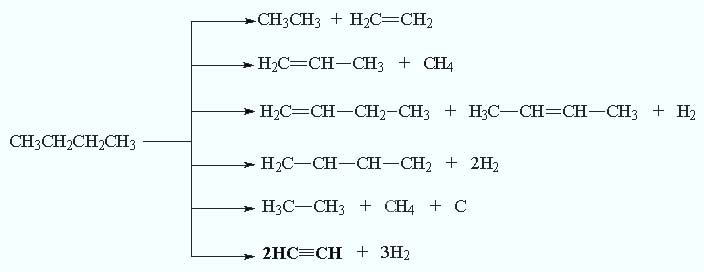 CH₃CH₃ + H₂C=CH₂
H₂C=CH—CH₃ + CH₄
H₂C=CH—CH₂—CH₃ + H₃C—CH=CH—CH₃ + H₂
CH₃CH₂CH₂CH₃
H₂C—CH—CH—CH₂ + 2H₂
H₃C—CH₃ + CH₄ + C
2HC≡CH + 3H₂